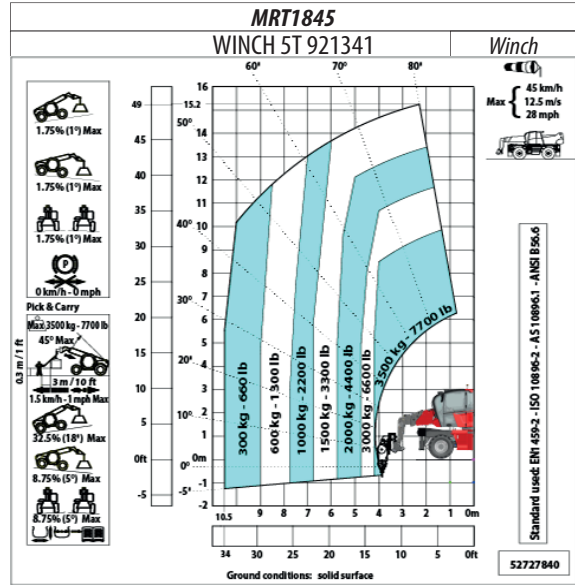 MRT1845
WINCH 5T 921341
Winch
1.75% (1°) Max
1.75% (1°) Max
1.75% (1°) Max
P
0 km/h - 0 mph
Pick & Carry
Max 3500 kg - 7700 lb
45° Max
0.3 m / 1 ft
3 m / 10 ft
1.5 km/h - 1 mph Max
32.5% (18°) Max
8.75% (5°) Max
8.75% (5°) Max
60° 70° 80°
50°
40°
30°
20°
10°
0°
-5°
49
45
40
35
30
25
20
15
10
5
0ft
-5
16
15.2
14
13
12
11
10
9
8
7
6
5
4
3
2
1
0m
-1
-2
300 kg - 660 lb
600 kg - 1300 lb
1000 kg - 2200 lb
1500 kg - 3300 lb
2000 kg - 4400 lb
3000 kg - 6600 lb
3500 kg - 7700 lb
10.5 9 8 7 6 5 4 3 2 1 0m
34 30 25 20 15 10 5 0ft
Ground conditions: solid surface
Max { 45 km/h
12.5 m/s
28 mph
Standard used: EN1 459-2 - ISO 10896-2 - AS 10896.1 - ANSI B56.6
52727840